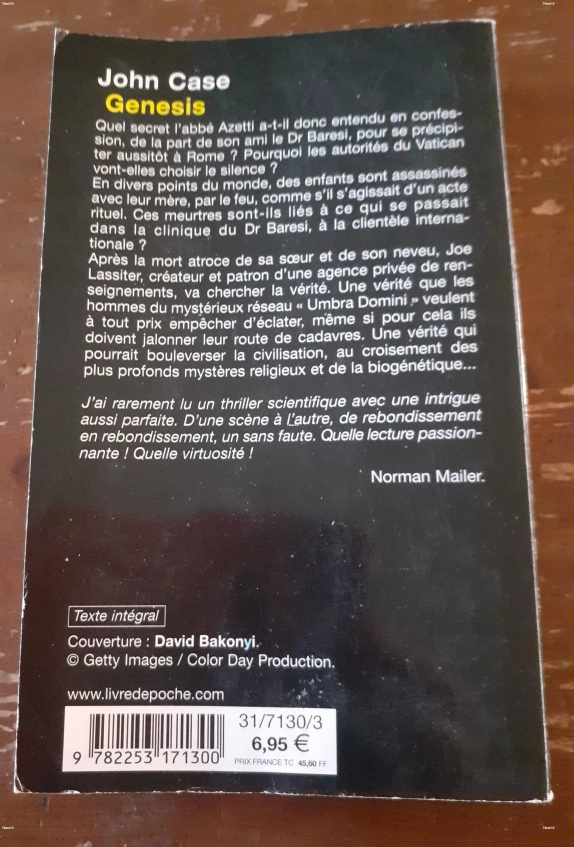 John Case
Genesis
Quel secret l'abbé Azetti a-t-il donc entendu en confes-
sion, de la part de son ami le Dr Baresi, pour se précipi-
ter aussitôt à Rome ? Pourquoi les autorités du Vatican
vont-elles choisir le silence ?
En divers points du monde, des enfants sont assassinés
avec leur mère, par le feu, comme s'il s'agissait d'un acte
rituel. Ces meurtres sont-ils liés à ce qui se passait
dans la clinique du Dr Baresi, à la clientèle interna-
tionale ?
Après la mort atroce de sa sœur et de son neveu, Joe
Lassiter, créateur et patron d'une agence privée de ren-
seignements, va chercher la vérité. Une vérité que les
hommes du mystérieux réseau « Umbra Domini » veulent
à tout prix empêcher d'éclater, même si pour cela ils
doivent jalonner leur route de cadavres. Une vérité qui
pourrait bouleverser la civilisation, au croisement des
plus profonds mystères religieux et de la biogénétique...
J'ai rarement lu un thriller scientifique avec une intrigue
aussi parfaite. D'une scène à L'autre, de rebondissement
en rebondissement, un sans faute. Quelle lecture passion-
nante ! Quelle virtuosité !
Norman Mailer.
Texte intégral
Couverture : David Bakonyi.
© Getty Images / Color Day Production.
www.livredepoche.com
31/7130/3
6,95 €
PRIX FRANCE TC 45,60 FF
9 782253 171300